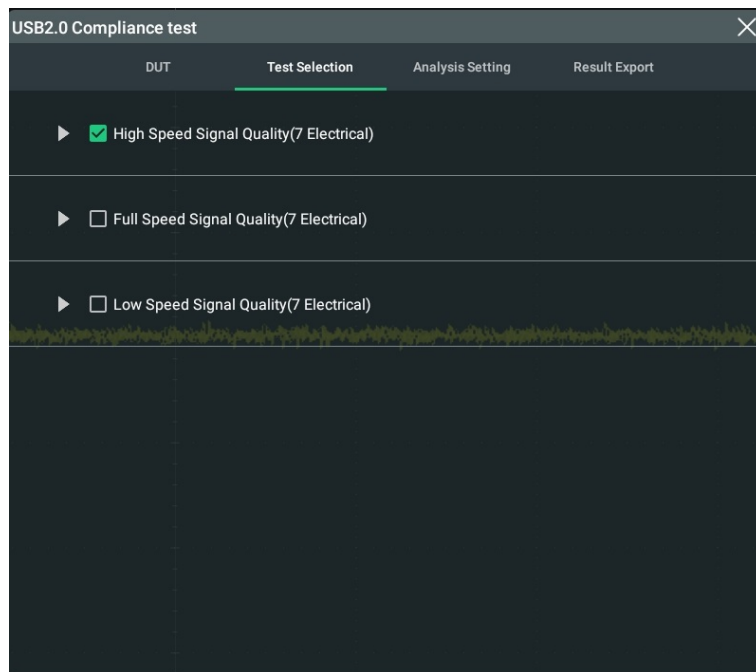 USB2.0 Compliance test
DUT Test Selection Analysis Setting Result Export
High Speed Signal Quality(7 Electrical)
Full Speed Signal Quality(7 Electrical)
Low Speed Signal Quality(7 Electrical)